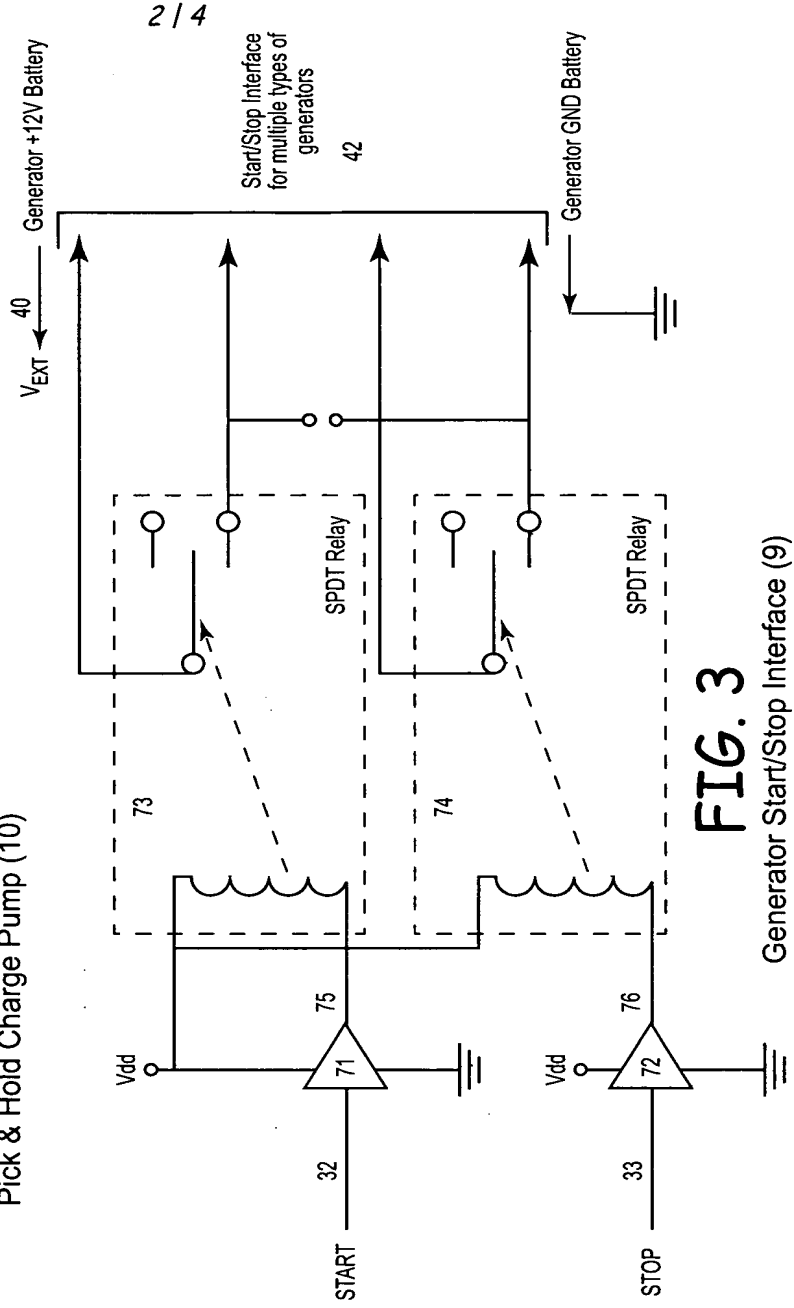 2/4
Pick & Hold Charge Pump (10)
VEXT
40
Generator +12V Battery
Start/Stop Interface
for multiple types of
generators
42
Generator GND Battery
73
SPDT Relay
74
SPDT Relay
Vdd
71
75
32
START
Vdd
72
76
33
STOP
FIG. 3
Generator Start/Stop Interface (9)